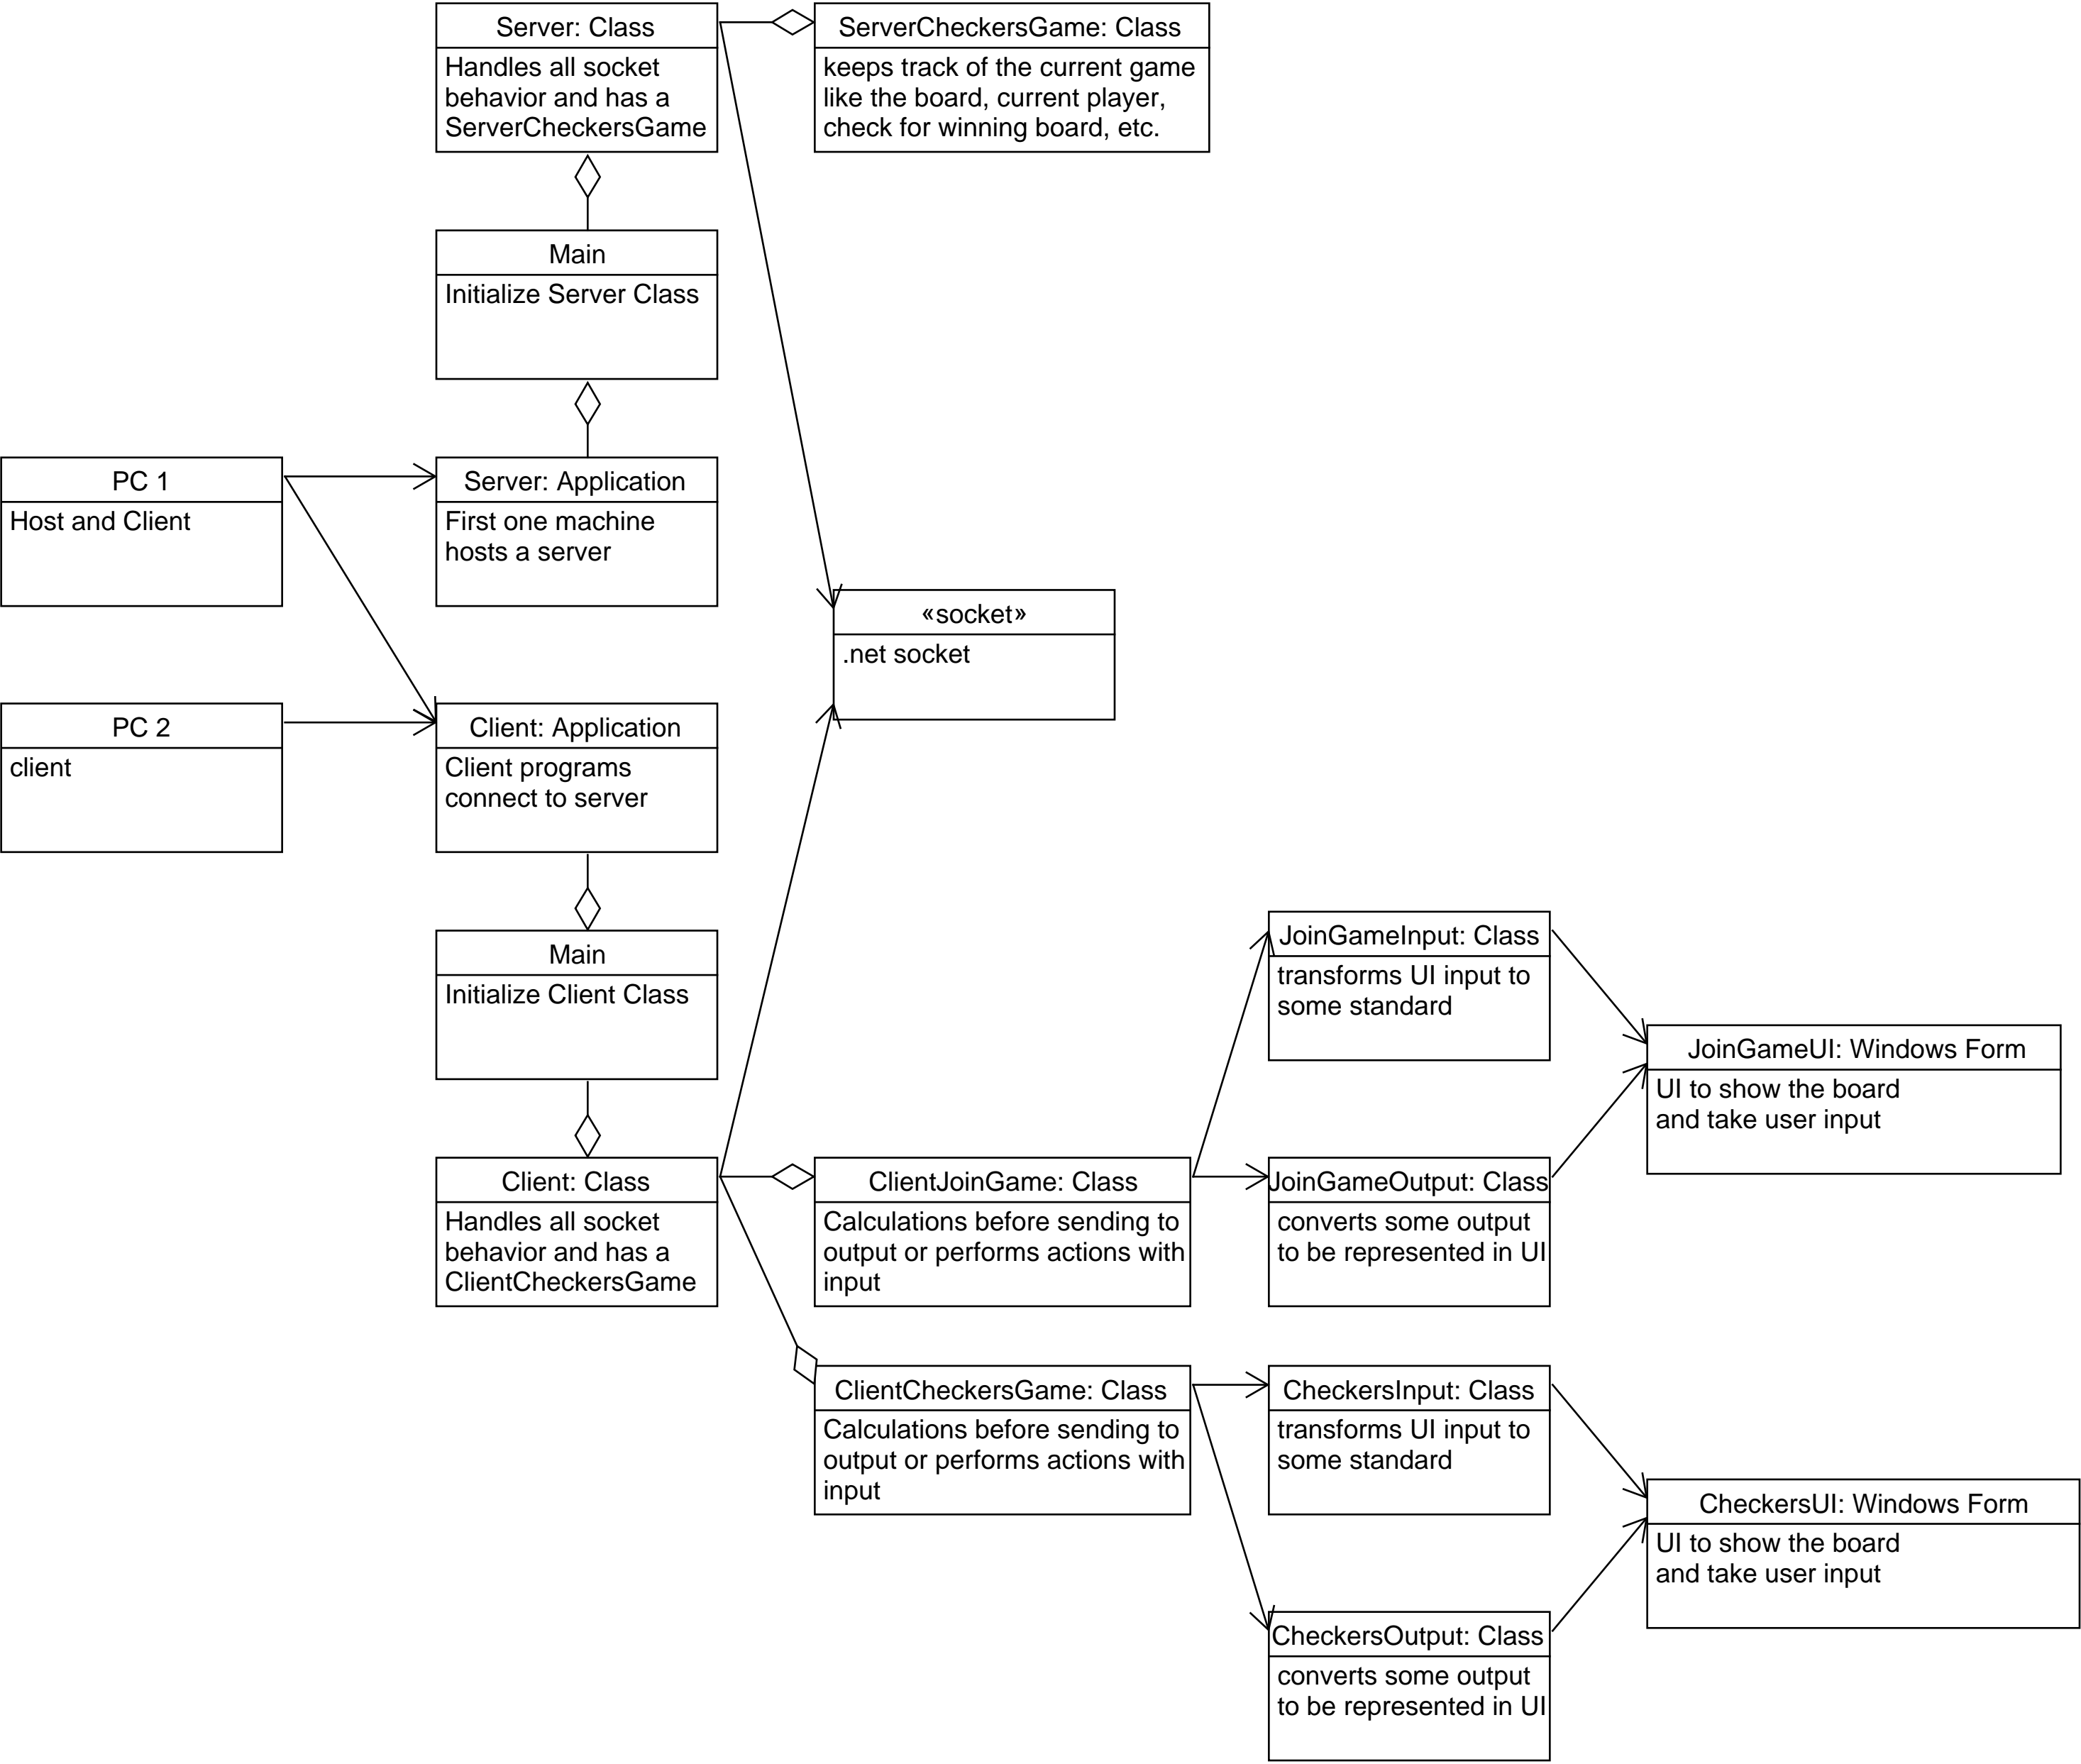 Server: Class
Handles all socket
behavior and has a
ServerCheckersGame
ServerCheckersGame: Class
keeps track of the current game
like the board, current player,
check for winning board, etc.
Main
Initialize Server Class
PC 1
Host and Client
Server: Application
First one machine
hosts a server
«socket»
.net socket
PC 2
client
Client: Application
Client programs
connect to server
Main
Initialize Client Class
JoinGameInput: Class
transforms UI input to
some standard
JoinGameUI: Windows Form
UI to show the board
and take user input
Client: Class
Handles all socket
behavior and has a
ClientCheckersGame
ClientJoinGame: Class
Calculations before sending to
output or performs actions with
input
JoinGameOutput: Class
converts some output
to be represented in UI
ClientCheckersGame: Class
Calculations before sending to
output or performs actions with
input
CheckersInput: Class
transforms UI input to
some standard
CheckersUI: Windows Form
UI to show the board
and take user input
CheckersOutput: Class
converts some output
to be represented in UI